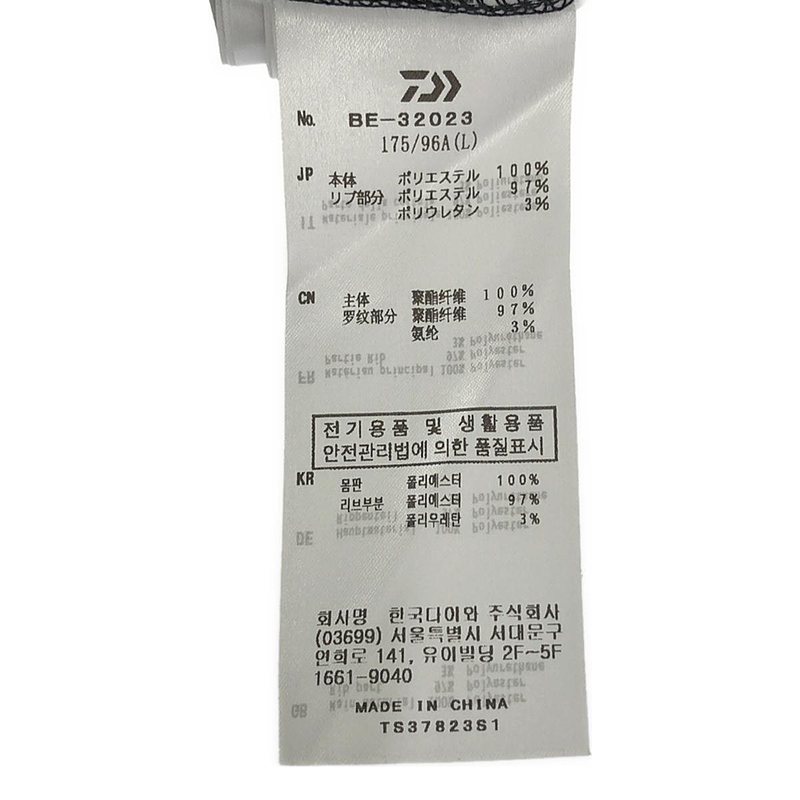 No. BE-32023
175/96A(L)
JP 本体 ポリエステル 100%
リブ部分 ポリエステル 97%
ポリウレタン 3%
CN 主体 聚酯纤维 100%
罗纹部分 聚酯纤维 97%
氨纶 3%
전기용품 및 생활용품
안전관리법에 의한 품질표시
KR 몸판 폴리에스터 100%
리브부분 폴리에스터 97%
폴리우레탄 3%
회사명 한국다이와 주식회사
(03699) 서울특별시 서대문구
연희로 141, 유이빌딩 2F~5F
1661-9040
MADE IN CHINA
TS37823S1